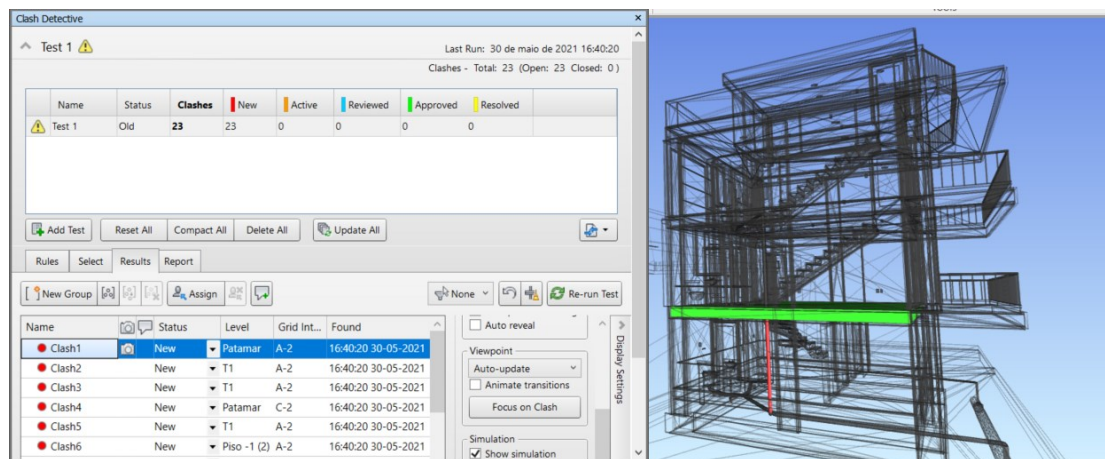 Clash Detective
Test 1
Last Run: 30 de maio de 2021 16:40:20
Clashes - Total: 23 (Open: 23 Closed: 0)
Name Status Clashes New Active Reviewed Approved Resolved
Test 1 Old 23 23 0 0 0 0
Add Test Reset All Compact All Delete All Update All
Rules Select Results Report
New Group Assign None Re-run Test
Name Status Level Grid Int... Found
Clash1 New Patamar A-2 16:40:20 30-05-2021
Clash2 New T1 A-2 16:40:20 30-05-2021
Clash3 New T1 A-2 16:40:20 30-05-2021
Clash4 New Patamar C-2 16:40:20 30-05-2021
Clash5 New T1 A-2 16:40:20 30-05-2021
Clash6 New Piso -1 (2) A-2 16:40:20 30-05-2021
Auto reveal
Viewpoint
Auto-update
Animate transitions
Focus on Clash
Simulation
Show simulation
Display Settings